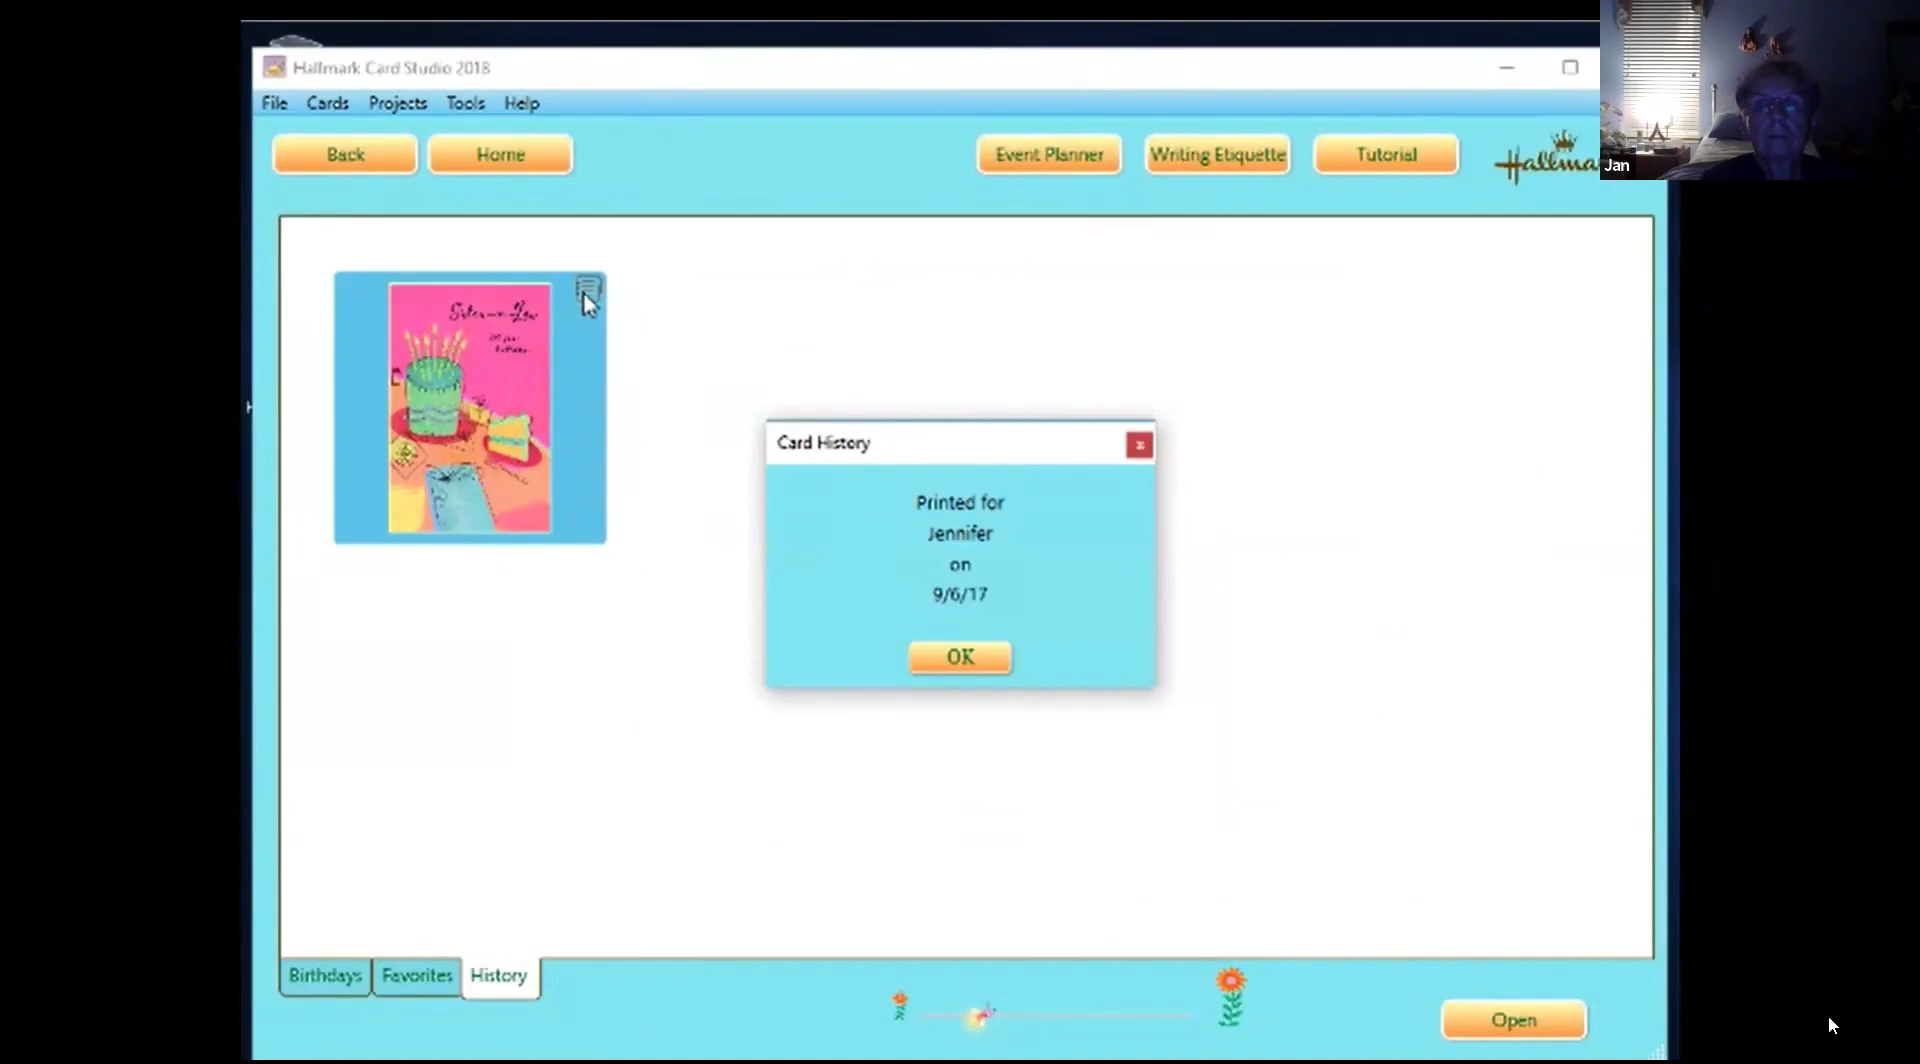 Hallmark Card Studio 2018
File Cards Projects Tools Help
Back Home Event Planner Writing Etiquette Tutorial
Jan
Card History
Printed for
Jennifer
on
9/6/17
OK
Birthdays Favorites History
Open